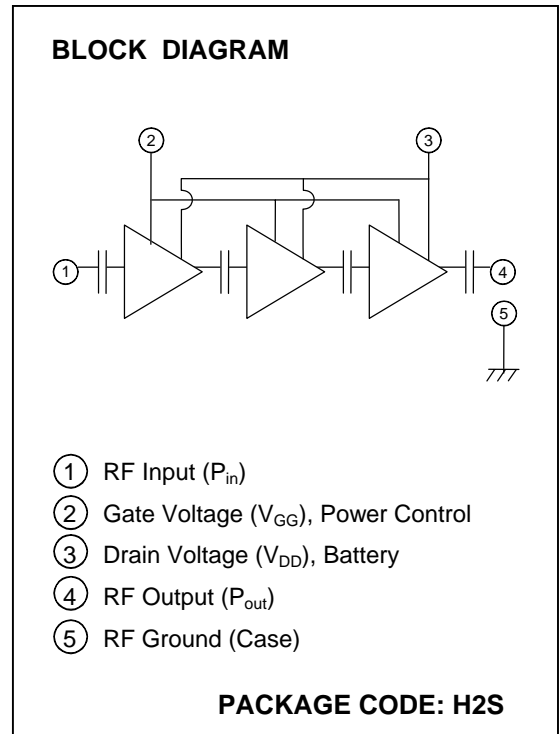 BLOCK DIAGRAM
2
3
1
4
5
1 RF Input (Pin)
2 Gate Voltage (VGG), Power Control
3 Drain Voltage (VDD), Battery
4 RF Output (Pout)
5 RF Ground (Case)
PACKAGE CODE: H2S